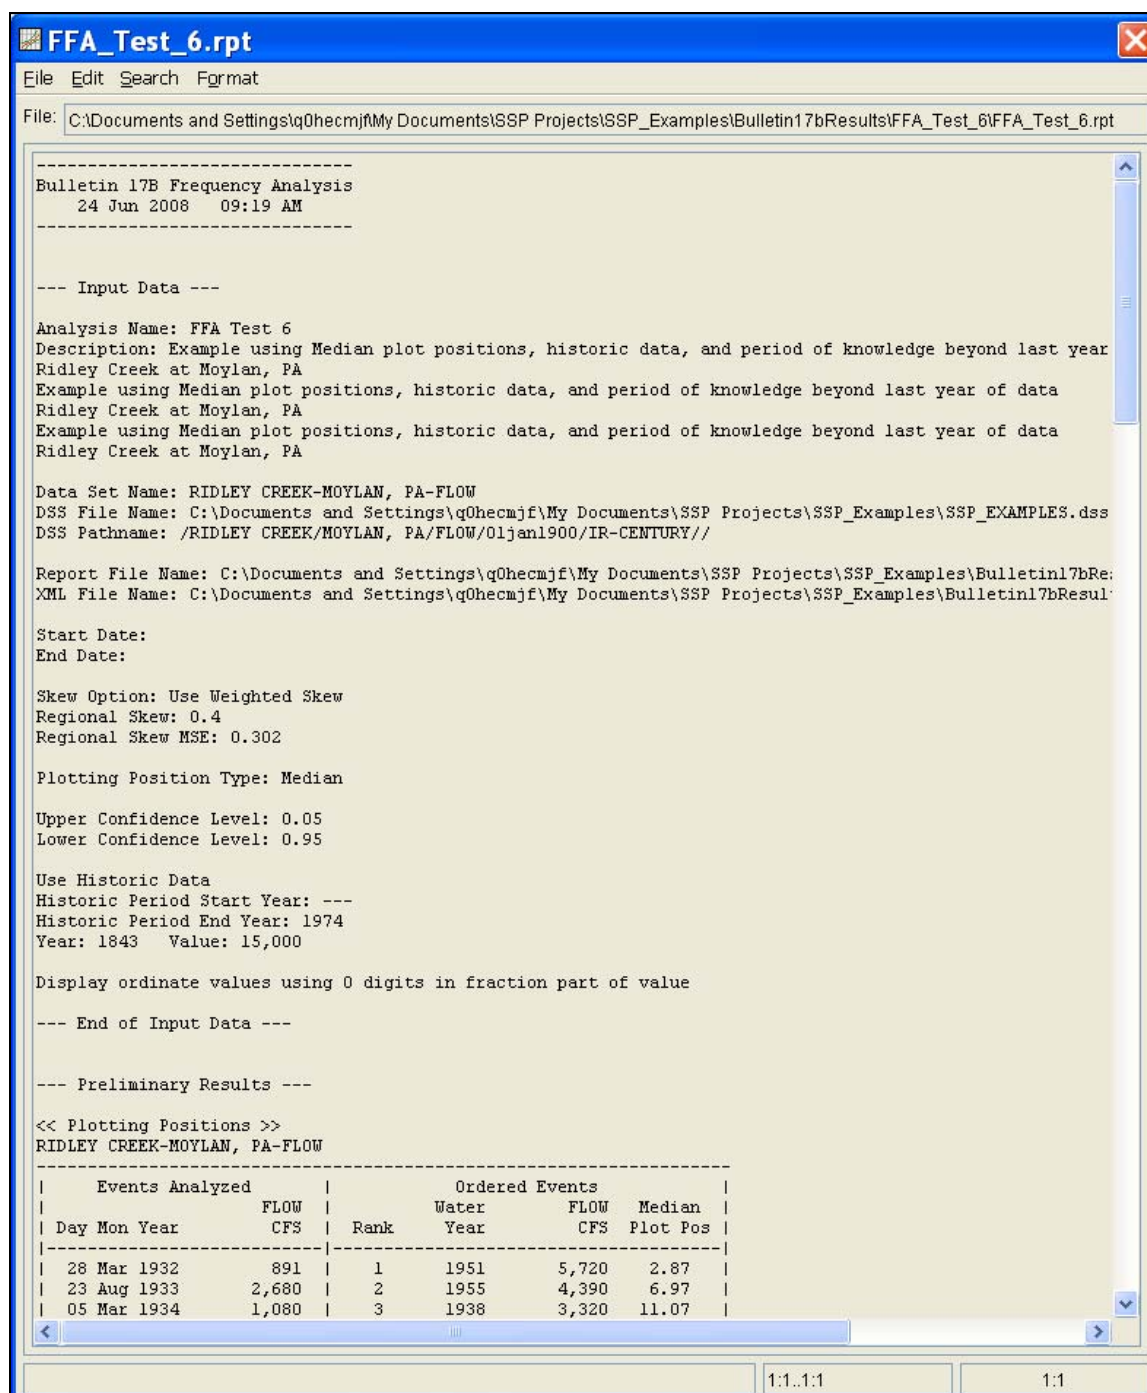 FFA_Test_6.rpt
File Edit Search Format
File: C:\Documents and Settings\q0hecmjf\My Documents\SSP Projects\SSP_Examples\Bulletin17bResults\FFA_Test_6\FFA_Test_6.rpt
-------------------------------
Bulletin 17B Frequency Analysis
24 Jun 2008 09:19 AM
-------------------------------
--- Input Data ---
Analysis Name: FFA Test 6
Description: Example using Median plot positions, historic data, and period of knowledge beyond last year
Ridley Creek at Moylan, PA
Example using Median plot positions, historic data, and period of knowledge beyond last year of data
Ridley Creek at Moylan, PA
Example using Median plot positions, historic data, and period of knowledge beyond last year of data
Ridley Creek at Moylan, PA
Data Set Name: RIDLEY CREEK-MOYLAN, PA-FLOW
DSS File Name: C:\Documents and Settings\q0hecmjf\My Documents\SSP Projects\SSP_Examples\SSP_EXAMPLES.dss
DSS Pathname: /RIDLEY CREEK/MOYLAN, PA/FLOW/01jan1900/IR-CENTURY//
Report File Name: C:\Documents and Settings\q0hecmjf\My Documents\SSP Projects\SSP_Examples\Bulletin17bRe
XML File Name: C:\Documents and Settings\q0hecmjf\My Documents\SSP Projects\SSP_Examples\Bulletin17bResul
Start Date:
End Date:
Skew Option: Use Weighted Skew
Regional Skew: 0.4
Regional Skew MSE: 0.302
Plotting Position Type: Median
Upper Confidence Level: 0.05
Lower Confidence Level: 0.95
Use Historic Data
Historic Period Start Year: ---
Historic Period End Year: 1974
Year: 1843 Value: 15,000
Display ordinate values using 0 digits in fraction part of value
--- End of Input Data ---
--- Preliminary Results ---
<< Plotting Positions >>
RIDLEY CREEK-MOYLAN, PA-FLOW
--------------------------------------------------------------------
| Events Analyzed | Ordered Events |
| FLOW | Water FLOW Median |
| Day Mon Year CFS | Rank Year CFS Plot Pos |
|---------------------------|--------------------------------------|
| 28 Mar 1932 891 | 1 1951 5,720 2.87 |
| 23 Aug 1933 2,680 | 2 1955 4,390 6.97 |
| 05 Mar 1934 1,080 | 3 1938 3,320 11.07 |
1:1..1:1 1:1